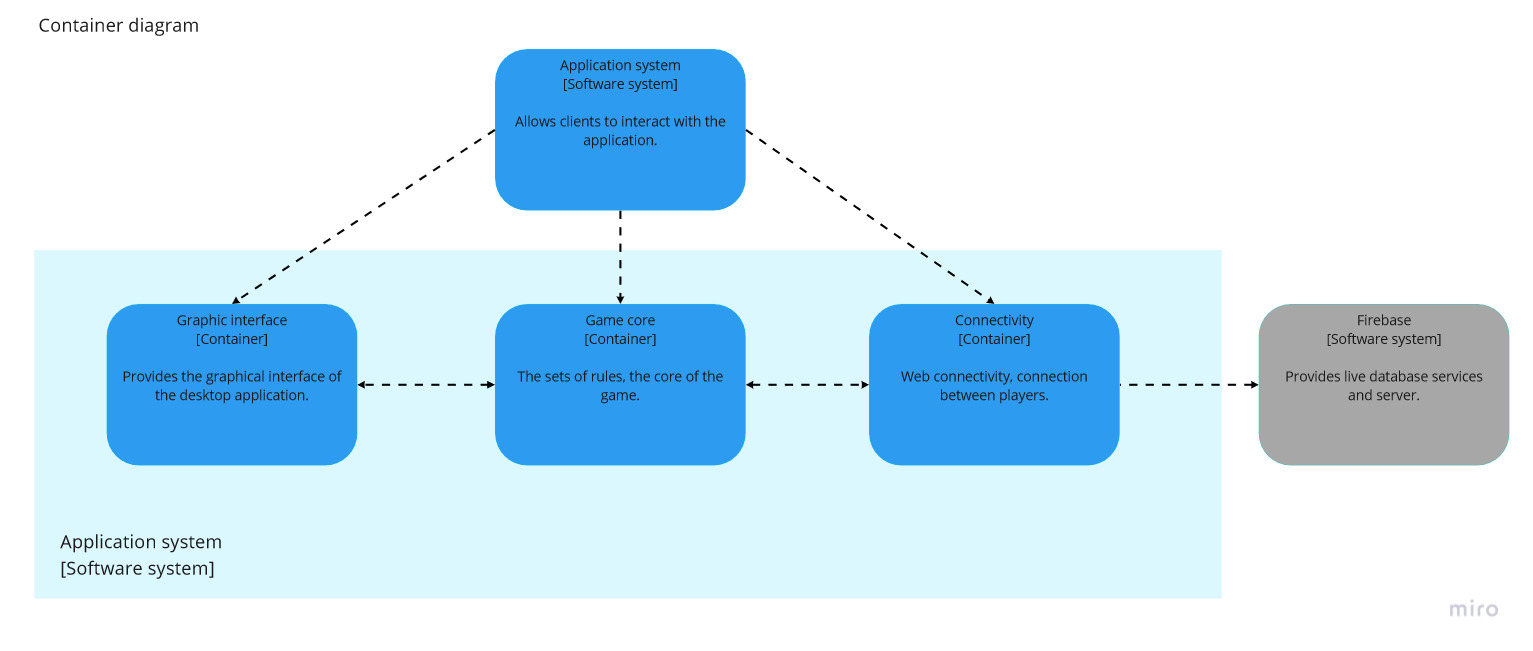 Container diagram
Application system
[Software system]
Allows clients to interact with the
application.
Graphic interface
[Container]
Provides the graphical interface of
the desktop application.
Game core
[Container]
The sets of rules, the core of the
game.
Connectivity
[Container]
Web connectivity, connection
between players.
Firebase
[Software system]
Provides live database services
and server.
Application system
[Software system]
miro